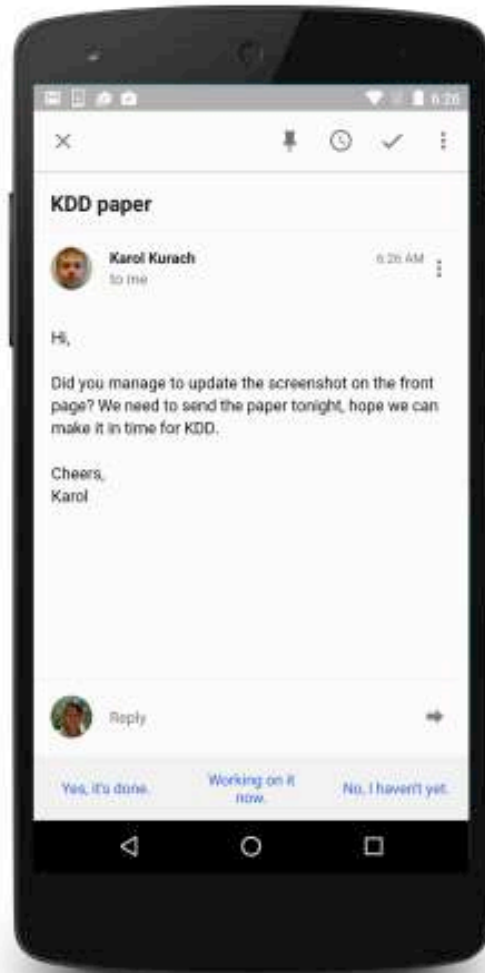 6:26
KDD paper
Karol Kurach
6:26 AM
to me
Hi,
Did you manage to update the screenshot on the front
page? We need to send the paper tonight, hope we can
make it in time for KDD.
Cheers,
Karol
Reply
Yes, it's done.
Working on it
now.
No, I haven't yet.